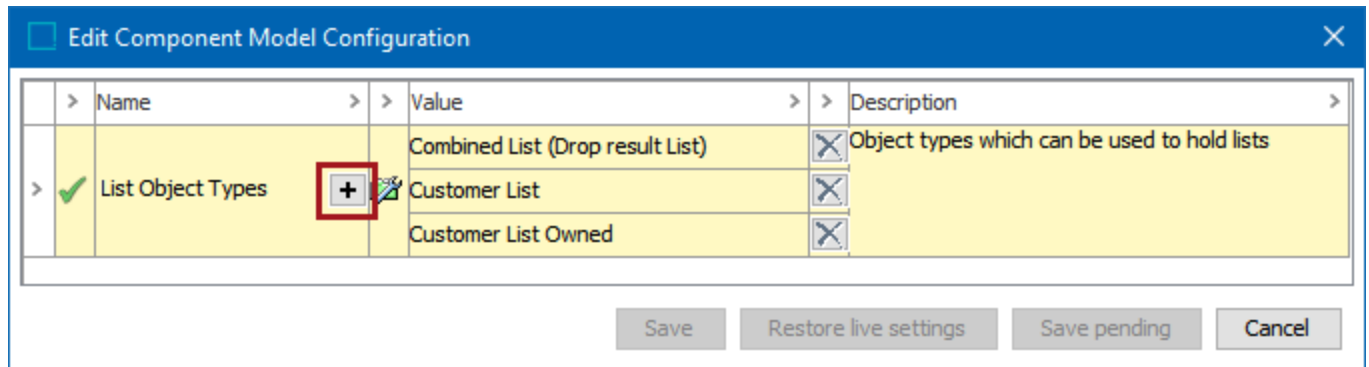 Edit Component Model Configuration
Name Value Description
Combined List (Drop result List) Object types which can be used to hold lists
List Object Types + Customer List
Customer List Owned
Save Restore live settings Save pending Cancel